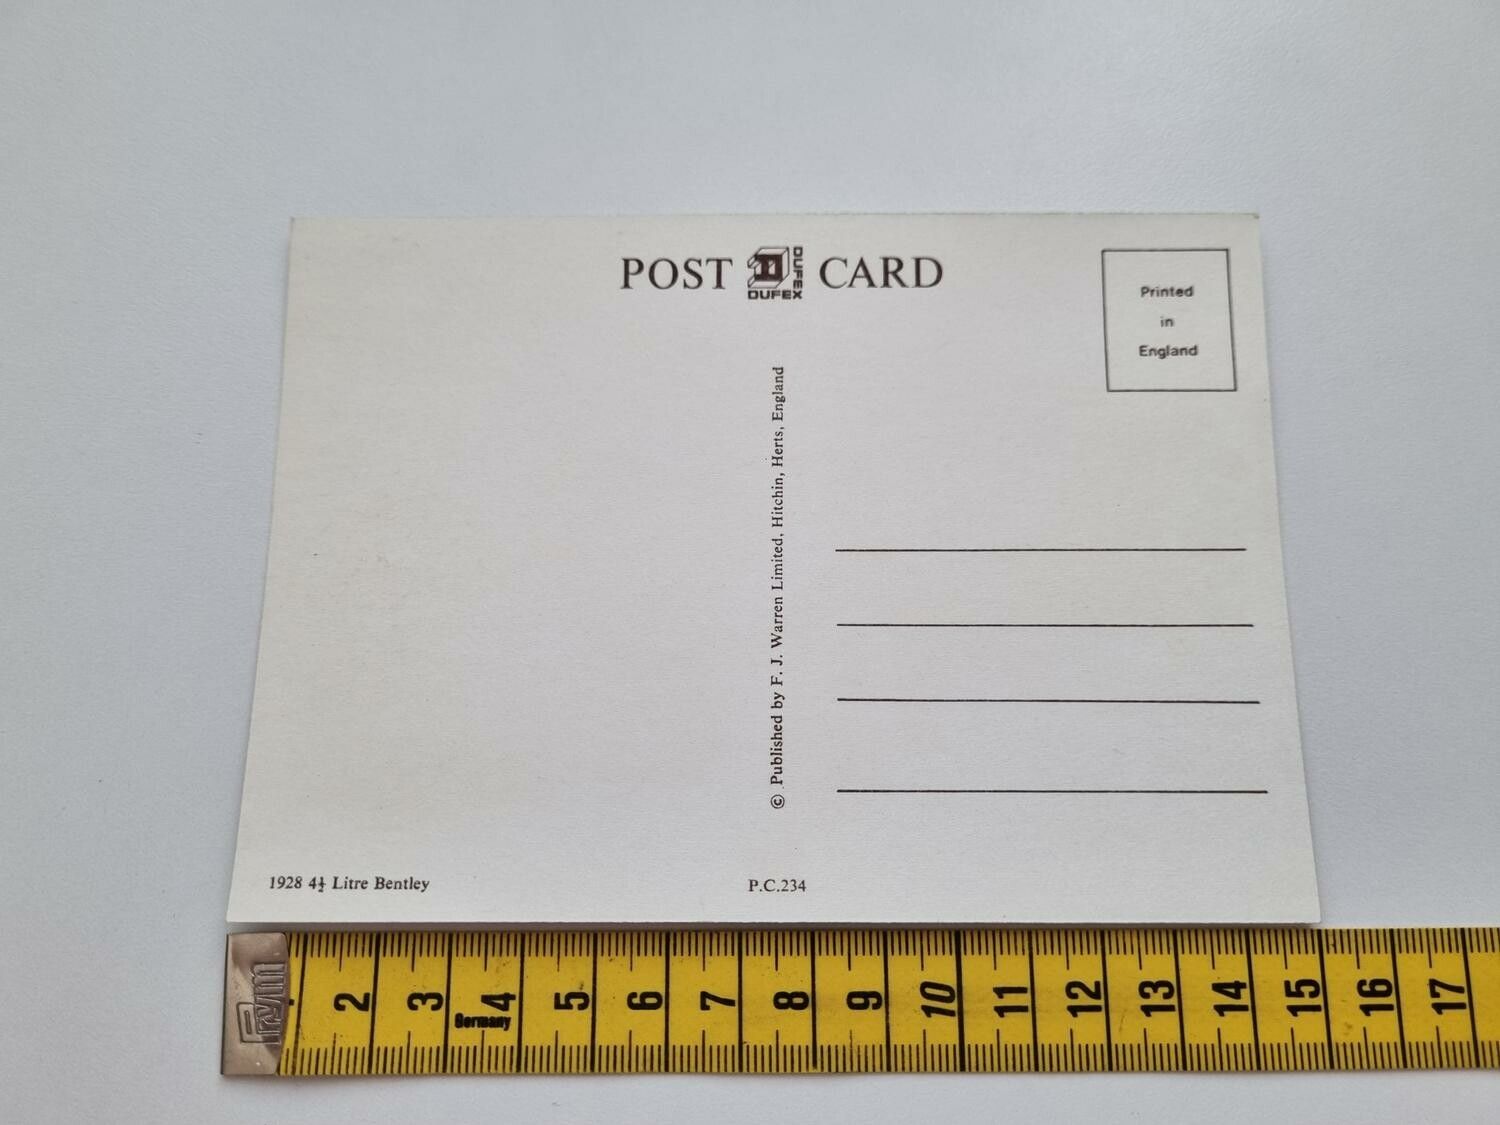 POST DUFEX DUFEX CARD
Printed
in
England
© Published by F. J. Warren Limited, Hitchin, Herts, England
1928 4½ Litre Bentley
P.C.234
Prym
2 3 4 5 6 7 8 9 10 11 12 13 14 15 16 17
Germany